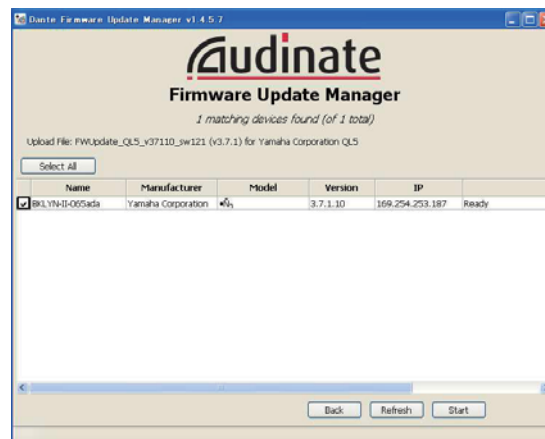 Dante Firmware Update Manager v1.4.5.7
Audinate
Firmware Update Manager
1 matching devices found (of 1 total)
Upload File: FWUpdate_QL5_v37110_sw121 (v3.7.1) for Yamaha Corporation QL5
Select All
Name Manufacturer Model Version IP
BKLYN-II-065ada Yamaha Corporation 3.7.1.10 169.254.253.187 Ready
Back Refresh Start